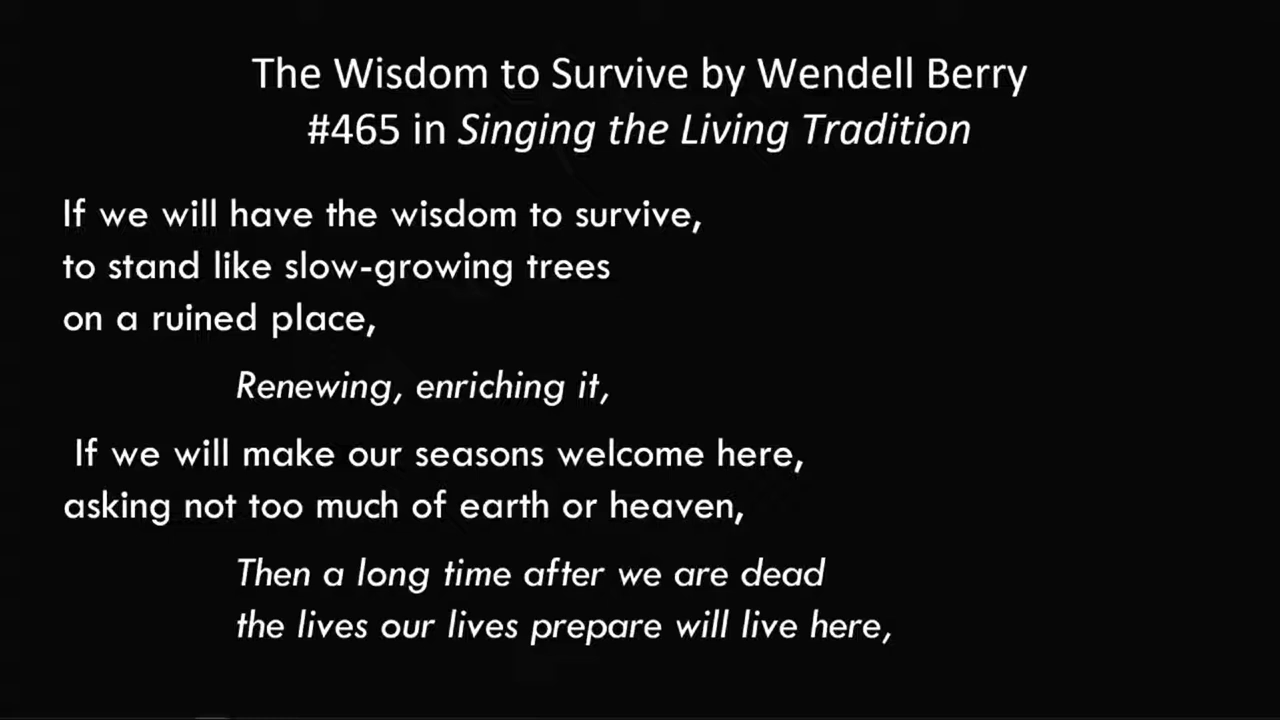 The Wisdom to Survive by Wendell Berry
#465 in Singing the Living Tradition
If we will have the wisdom to survive,
to stand like slow-growing trees
on a ruined place,
Renewing, enriching it,
If we will make our seasons welcome here,
asking not too much of earth or heaven,
Then a long time after we are dead
the lives our lives prepare will live here,